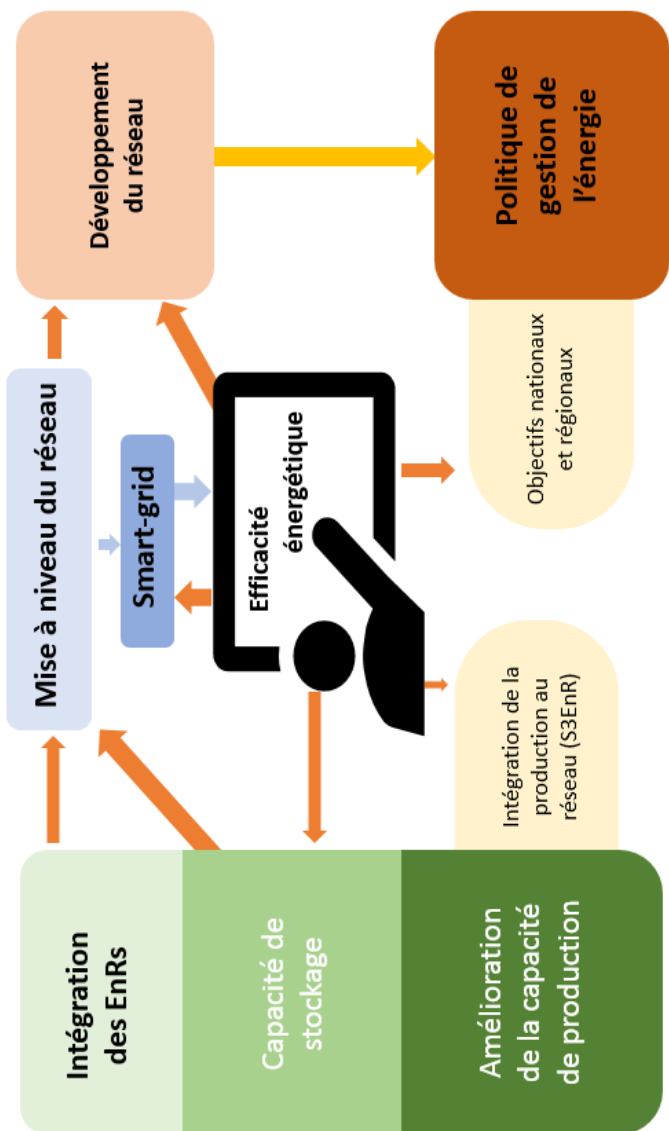 Intégration
des EnRs
Capacité de
stockage
Amélioration
de la capacité
de production
Mise à niveau du réseau
Smart-grid
Efficacité
énergétique
Intégration de la
production au
réseau (S3EnR)
Objectifs nationaux
et régionaux
Développement
du réseau
Politique de
gestion de
l’énergie